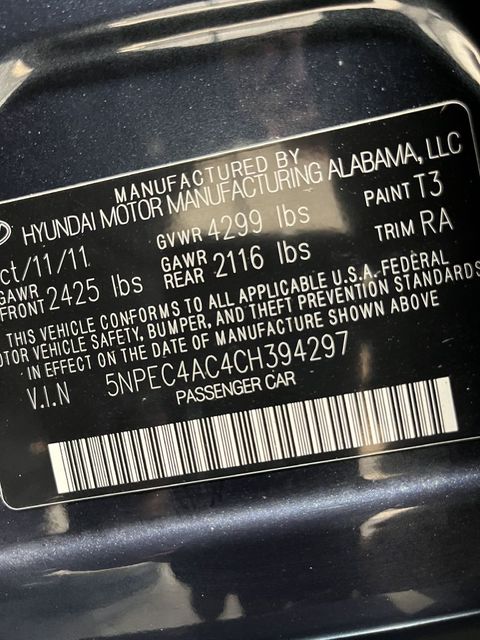 MANUFACTURED BY
HYUNDAI MOTOR MANUFACTURING ALABAMA, LLC
ct/11/11 GVWR 4299 lbs PAINT T3
GAWR FRONT 2425 lbs GAWR REAR 2116 lbs TRIM RA
THIS VEHICLE CONFORMS TO ALL APPLICABLE U.S.A. FEDERAL
OTOR VEHICLE SAFETY, BUMPER, AND THEFT PREVENTION STANDARDS
IN EFFECT ON THE DATE OF MANUFACTURE SHOWN ABOVE
V.I.N 5NPEC4AC4CH394297
PASSENGER CAR